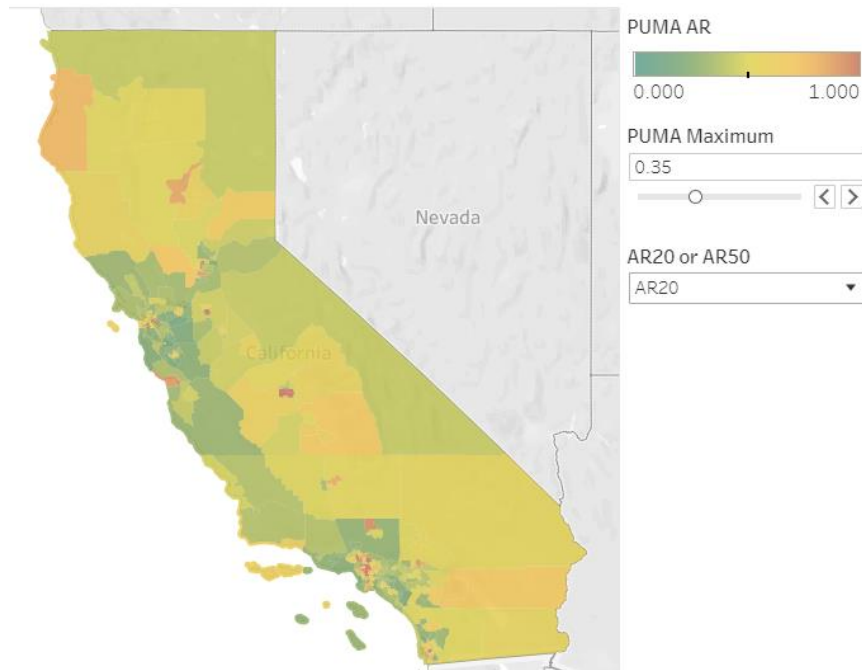 PUMA AR
0.000 1.000
PUMA Maximum
0.35
Nevada
AR20 or AR50
AR20
California